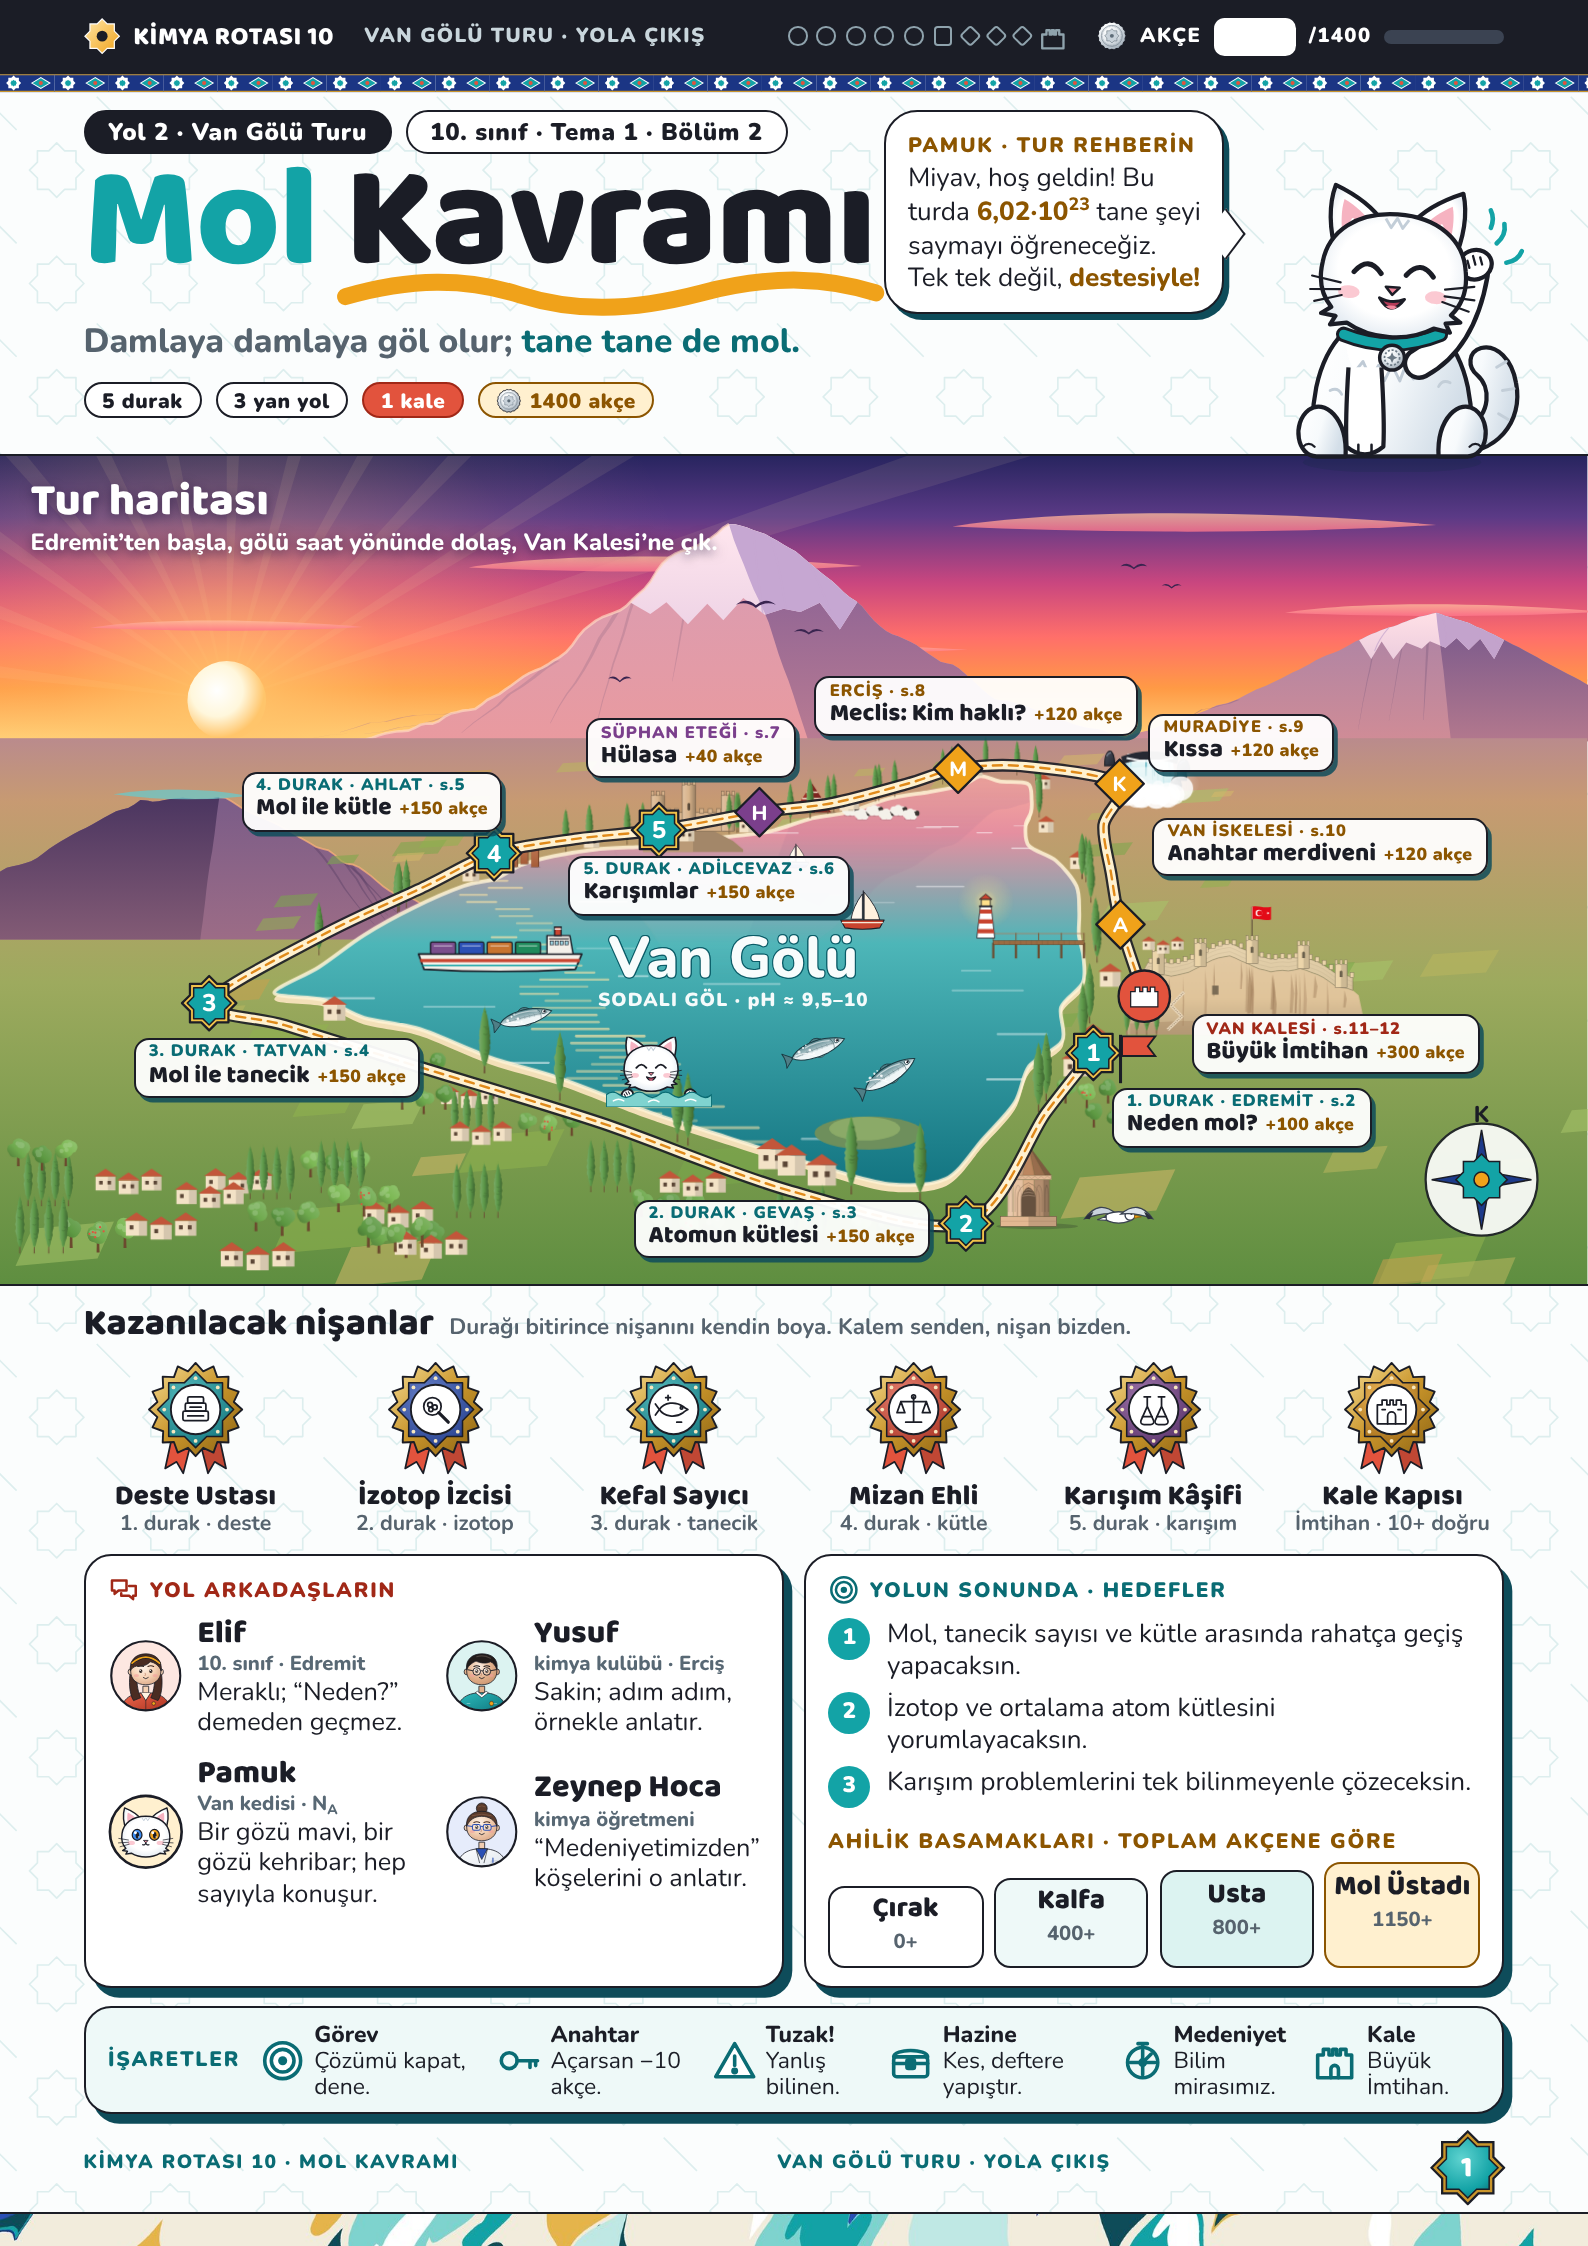 KİMYA ROTASI 10
VAN GÖLÜ TURU · YOLA ÇIKIŞ
AKÇE
/1400
Yol 2 · Van Gölü Turu
10. sınıf · Tema 1 · Bölüm 2
Mol Kavramı
PAMUK · TUR REHBERİN
Miyav, hoş geldin! Bu
turda 6,02·10²³ tane şeyi
saymayı öğreneceğiz.
Tek tek değil, destesiyle!
Damlaya damlaya göl olur; tane tane de mol.
5 durak
3 yan yol
1 kale
1400 akçe
Tur haritası
Edremit’ten başla, gölü saat yönünde dolaş, Van Kalesi’ne çık.
ERCİŞ · s.8
Meclis: Kim haklı? +120 akçe
SÜPHAN ETEĞİ · s.7
Hülasa +40 akçe
MURADİYE · s.9
Kıssa +120 akçe
4. DURAK · AHLAT · s.5
Mol ile kütle +150 akçe
M
K
H
5
4
VAN İSKELESİ · s.10
Anahtar merdiveni +120 akçe
5. DURAK · ADİLCEVAZ · s.6
Karışımlar +150 akçe
A
Van Gölü
SODALI GÖL · pH ≈ 9,5–10
3
VAN KALESİ · s.11–12
Büyük İmtihan +300 akçe
3. DURAK · TATVAN · s.4
Mol ile tanecik +150 akçe
1
1. DURAK · EDREMİT · s.2
Neden mol? +100 akçe
K
2. DURAK · GEVAŞ · s.3
Atomun kütlesi +150 akçe
2
Kazanılacak nişanlar
Durağı bitirince nişanını kendin boya. Kalem senden, nişan bizden.
Deste Ustası
1. durak · deste
İzotop İzcisi
2. durak · izotop
Kefal Sayıcı
3. durak · tanecik
Mizan Ehli
4. durak · kütle
Karışım Kâşifi
5. durak · karışım
Kale Kapısı
İmtihan · 10+ doğru
YOL ARKADAŞLARIN
Elif
10. sınıf · Edremit
Meraklı; “Neden?”
demeden geçmez.
Yusuf
kimya kulübü · Erciş
Sakin; adım adım,
örnekle anlatır.
Pamuk
Van kedisi · N_A
Bir gözü mavi, bir
gözü kehribar; hep
sayıyla konuşur.
Zeynep Hoca
kimya öğretmeni
“Medeniyetimizden”
köşelerini o anlatır.
YOLUN SONUNDA · HEDEFLER
1
Mol, tanecik sayısı ve kütle arasında rahatça geçiş
yapacaksın.
2
İzotop ve ortalama atom kütlesini
yorumlayacaksın.
3
Karışım problemlerini tek bilinmeyenle çözeceksin.
AHİLİK BASAMAKLARI · TOPLAM AKÇENE GÖRE
Çırak
0+
Kalfa
400+
Usta
800+
Mol Üstadı
1150+
İŞARETLER
Görev
Çözümü kapat,
dene.
Anahtar
Açarsan −10
akçe.
Tuzak!
Yanlış
bilinen.
Hazine
Kes, deftere
yapıştır.
Medeniyet
Bilim
mirasımız.
Kale
Büyük
İmtihan.
KİMYA ROTASI 10 · MOL KAVRAMI
VAN GÖLÜ TURU · YOLA ÇIKIŞ
1